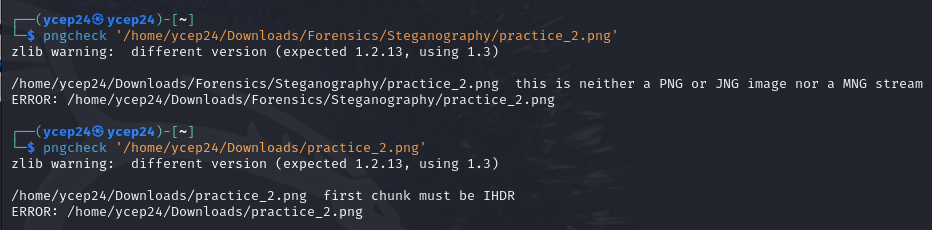 ┌──(ycep24㉿ycep24)-[~]
└─$ pngcheck '/home/ycep24/Downloads/Forensics/Steganography/practice_2.png'
zlib warning:  different version (expected 1.2.13, using 1.3)
/home/ycep24/Downloads/Forensics/Steganography/practice_2.png  this is neither a PNG or JNG image nor a MNG stream
ERROR: /home/ycep24/Downloads/Forensics/Steganography/practice_2.png
┌──(ycep24㉿ycep24)-[~]
└─$ pngcheck '/home/ycep24/Downloads/practice_2.png'
zlib warning:  different version (expected 1.2.13, using 1.3)
/home/ycep24/Downloads/practice_2.png  first chunk must be IHDR
ERROR: /home/ycep24/Downloads/practice_2.png